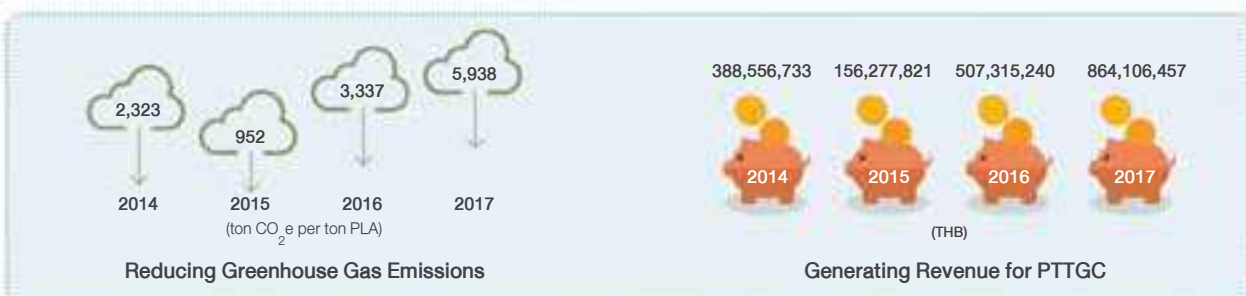 2,323
952
3,337
5,938
2014
2015
2016
2017
(ton CO2e per ton PLA)
Reducing Greenhouse Gas Emissions
388,556,733 156,277,821 507,315,240 864,106,457
2014 2015 2016 2017
(THB)
Generating Revenue for PTTGC